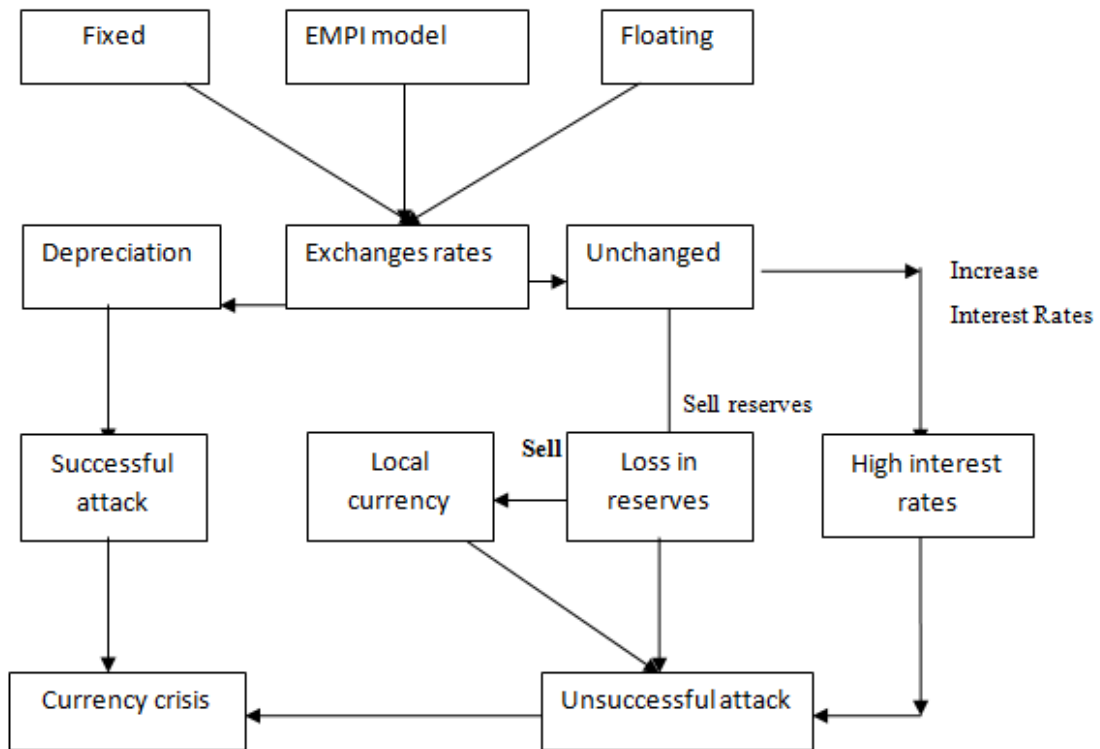 Fixed
EMPI model
Floating
Depreciation
Exchanges rates
Unchanged
Increase
Interest Rates
Sell reserves
Sell
Successful
attack
Local
currency
Loss in
reserves
High interest
rates
Currency crisis
Unsuccessful attack